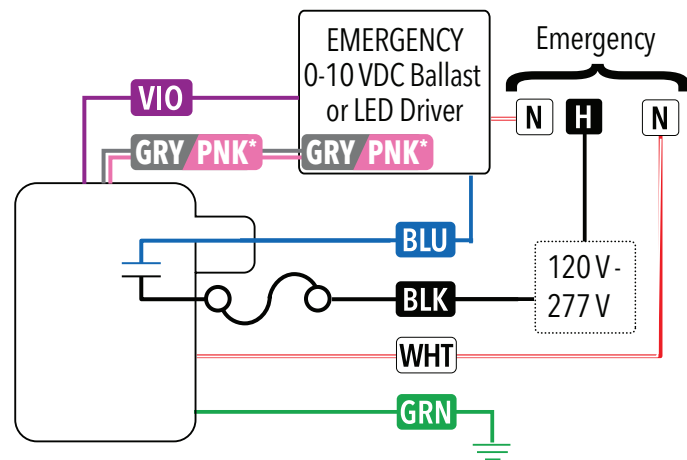 EMERGENCY
0-10 VDC Ballast
or LED Driver
Emergency
VIO
N
H
N
GRY/PNK*
GRY/PNK*
BLU
120 V -
277 V
BLK
WHT
GRN